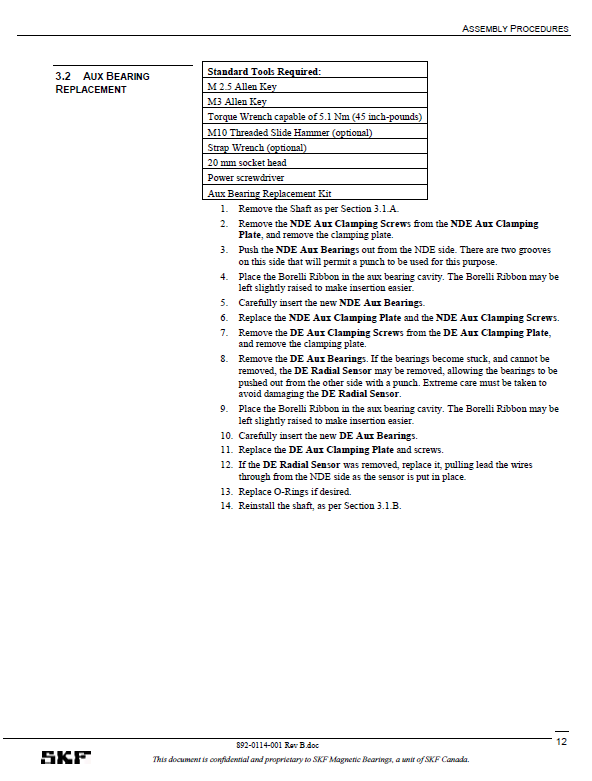 ASSEMBLY PROCEDURES
3.2 AUX BEARING
REPLACEMENT
Standard Tools Required:
M 2.5 Allen Key
M3 Allen Key
Torque Wrench capable of 5.1 Nm (45 inch-pounds)
M10 Threaded Slide Hammer (optional)
Strap Wrench (optional)
20 mm socket head
Power screwdriver
Aux Bearing Replacement Kit
1. Remove the Shaft as per Section 3.1.A.
2. Remove the NDE Aux Clamping Screws from the NDE Aux Clamping
Plate, and remove the clamping plate.
3. Push the NDE Aux Bearings out from the NDE side. There are two grooves
on this side that will permit a punch to be used for this purpose.
4. Place the Borelli Ribbon in the aux bearing cavity. The Borelli Ribbon may be
left slightly raised to make insertion easier.
5. Carefully insert the new NDE Aux Bearings.
6. Replace the NDE Aux Clamping Plate and the NDE Aux Clamping Screws.
7. Remove the DE Aux Clamping Screws from the DE Aux Clamping Plate,
and remove the clamping plate.
8. Remove the DE Aux Bearings. If the bearings become stuck, and cannot be
removed, the DE Radial Sensor may be removed, allowing the bearings to be
pushed out from the other side with a punch. Extreme care must be taken to
avoid damaging the DE Radial Sensor.
9. Place the Borelli Ribbon in the aux bearing cavity. The Borelli Ribbon may be
left slightly raised to make insertion easier.
10. Carefully insert the new DE Aux Bearings.
11. Replace the DE Aux Clamping Plate and screws.
12. If the DE Radial Sensor was removed, replace it, pulling lead the wires
through from the NDE side as the sensor is put in place.
13. Replace O-Rings if desired.
14. Reinstall the shaft, as per Section 3.1.B.
892-0114-001 Rev B.doc
12
SKF
This document is confidential and proprietary to SKF Magnetic Bearings, a unit of SKF Canada.